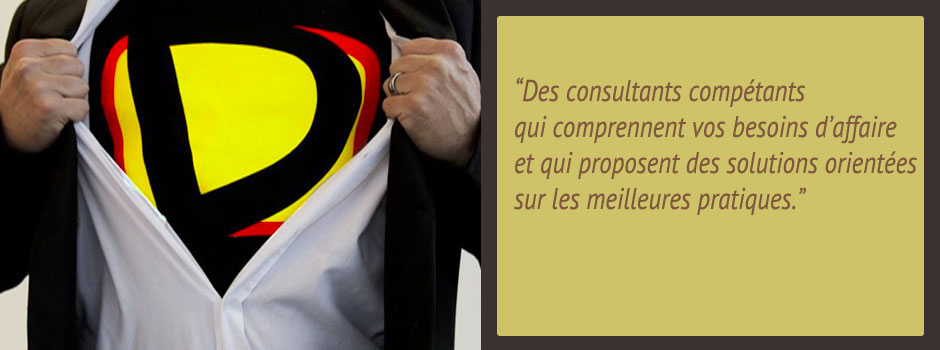 D
“Des consultants compétants
qui comprennent vos besoins d’affaire
et qui proposent des solutions orientées
sur les meilleures pratiques.”